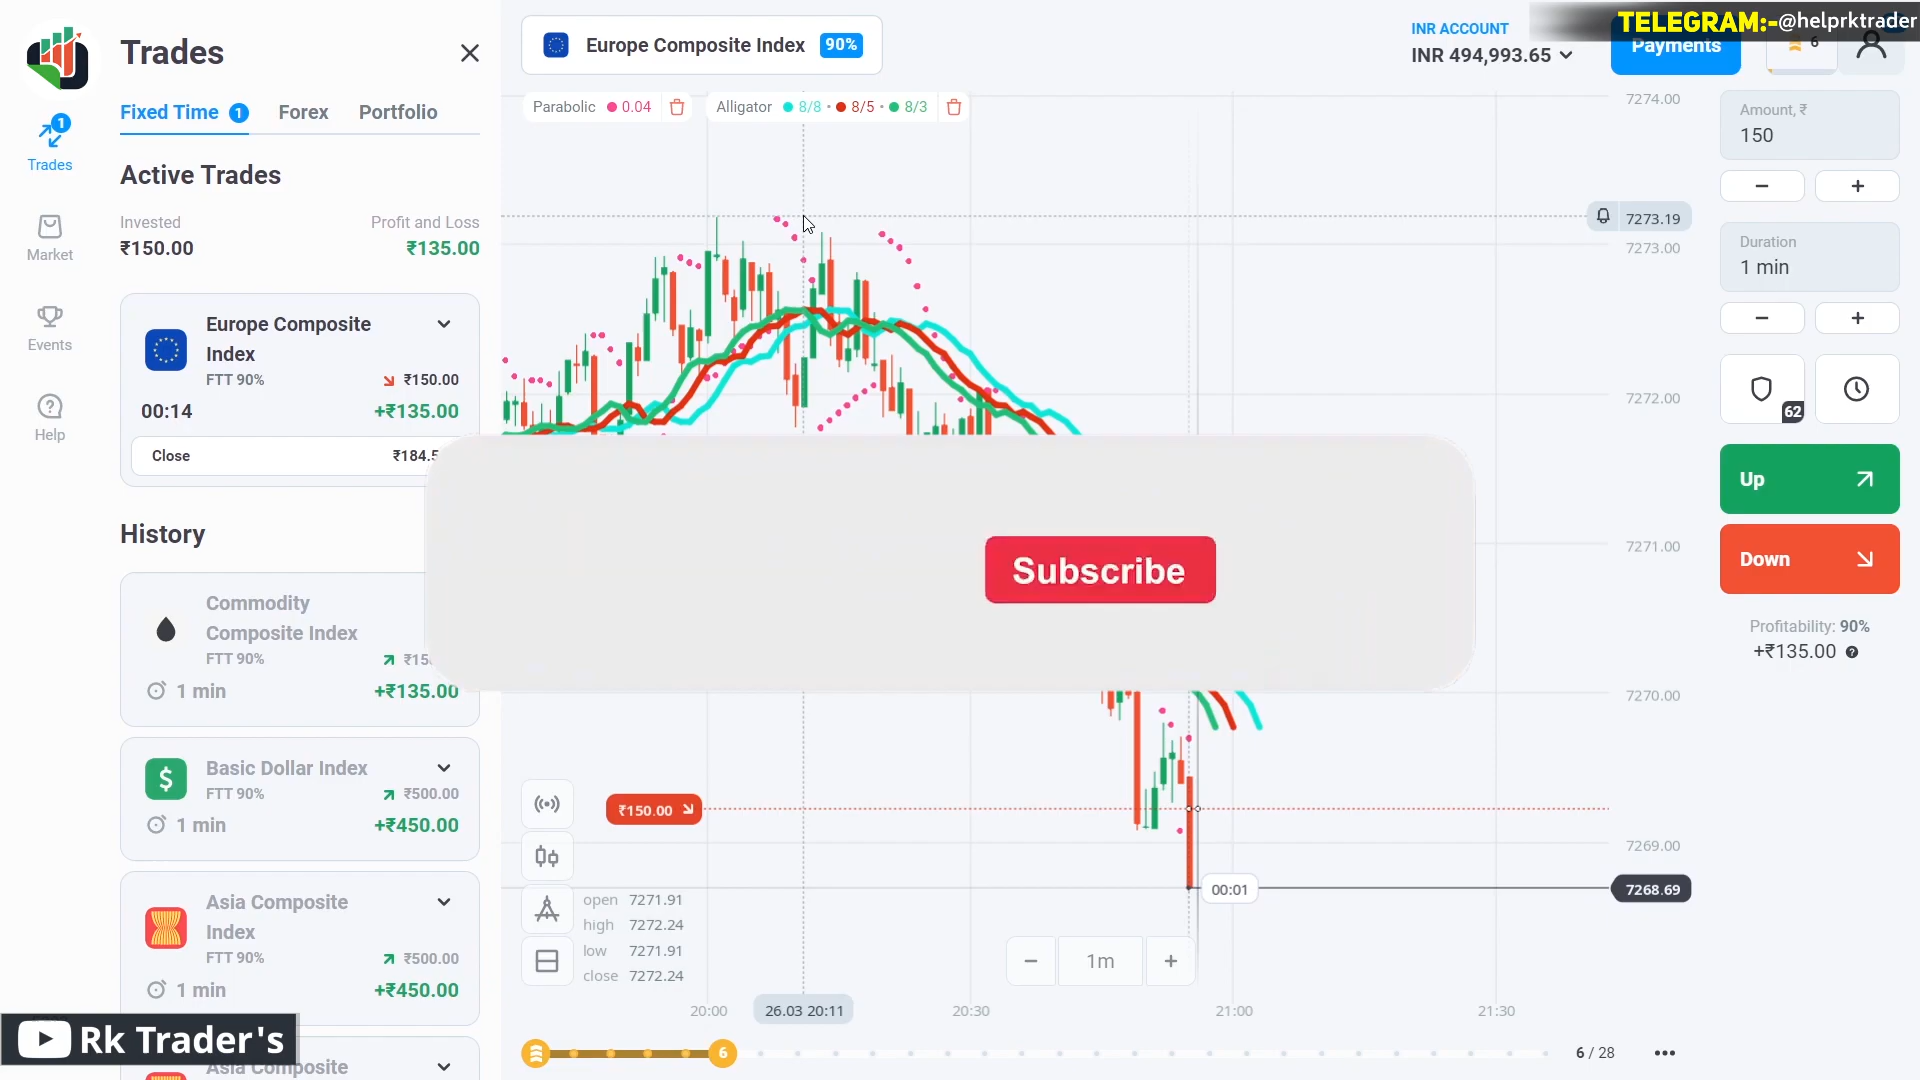 Trades
Europe Composite Index 90%
INR ACCOUNT
INR 494,993.65
Payments
6
TELEGRAM:-@helprktrader
1
Trades
Market
Events
Help
Fixed Time 1 Forex Portfolio
Active Trades
Invested Profit and Loss
₹150.00 ₹135.00
Europe Composite
Index
FTT 90% ₹150.00
00:14 +₹135.00
Close ₹184.5
History
Commodity
Composite Index
FTT 90%
1 min +₹135.00
Basic Dollar Index
FTT 90% ₹500.00
1 min +₹450.00
Asia Composite
Index
FTT 90% ₹500.00
1 min +₹450.00
Asia Composite
Rk Trader's
Parabolic 0.04
Alligator 8/8 • 8/5 • 8/3
7274.00
7273.19
7273.00
7272.00
7271.00
7270.00
7269.00
7268.69
Subscribe
₹150.00
00:01
open 7271.91
high 7272.24
low 7271.91
close 7272.24
− 1m +
20:00 26.03 20:11 20:30 21:00 21:30
6
6 / 28
Amount, ₹
150
− +
Duration
1 min
− +
62
Up
Down
Profitability: 90%
+₹135.00